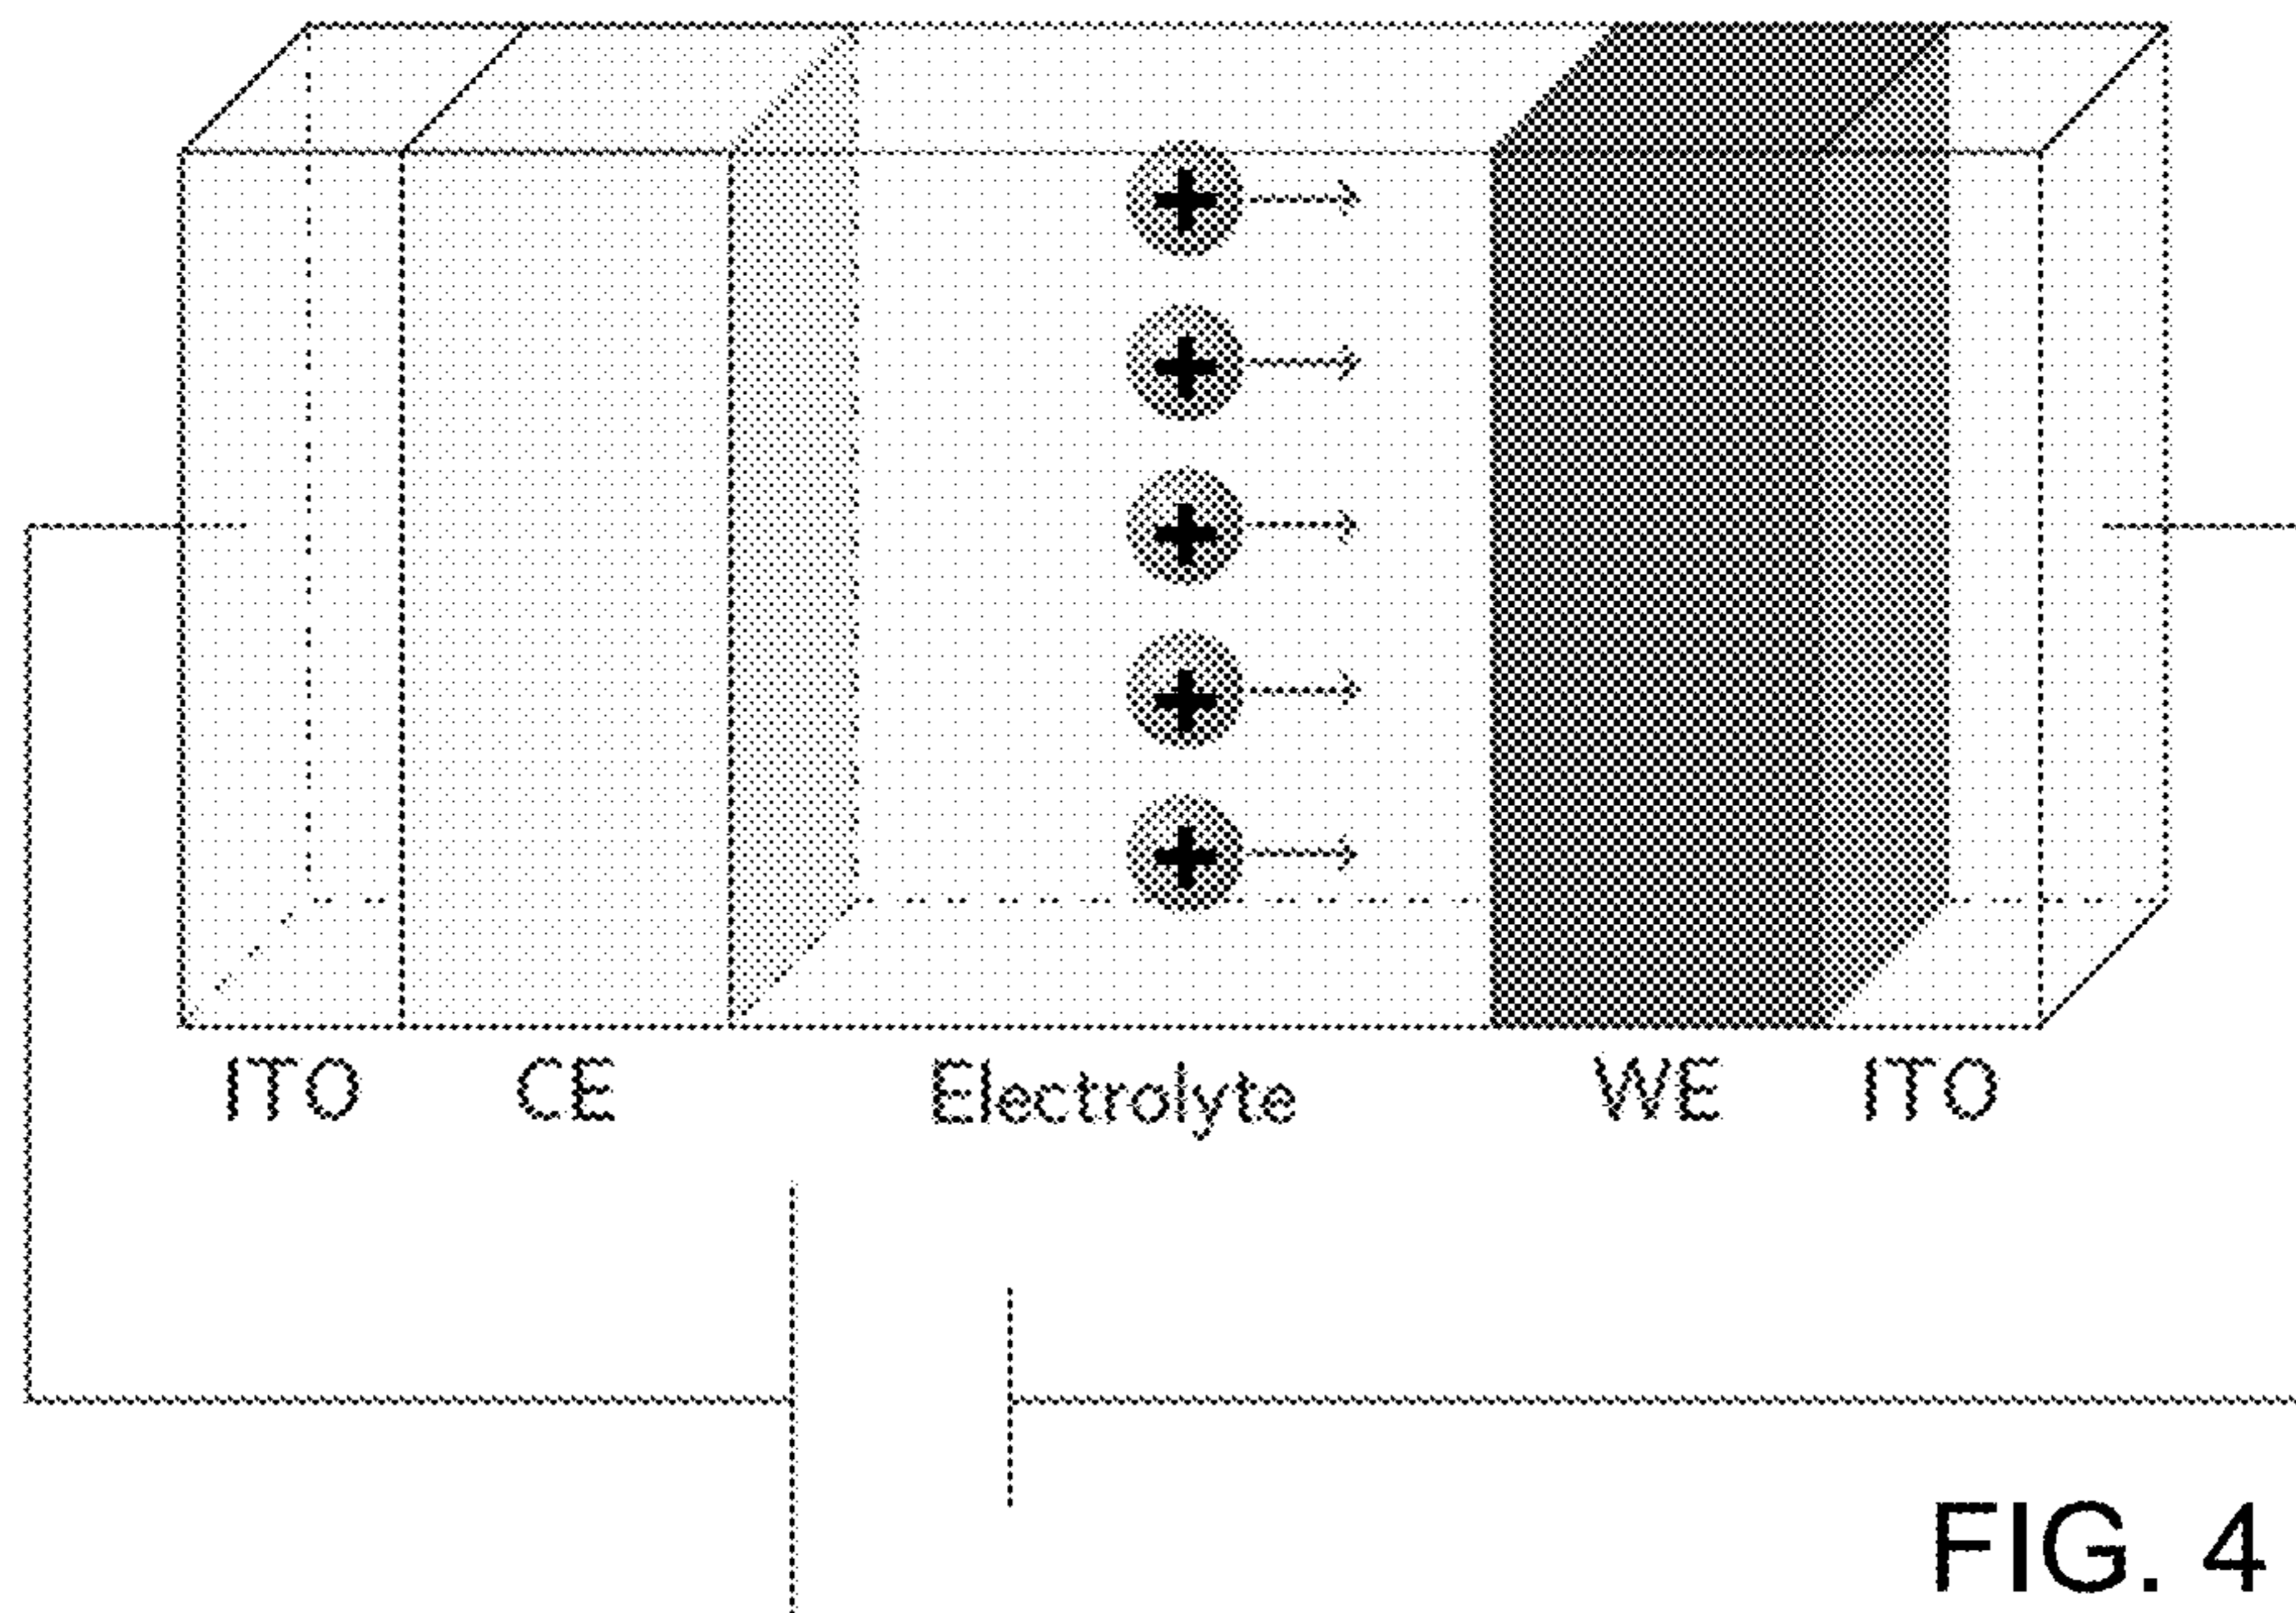 +
+
+
+
+
ITO CE Electrolyte WE ITO
FIG. 4